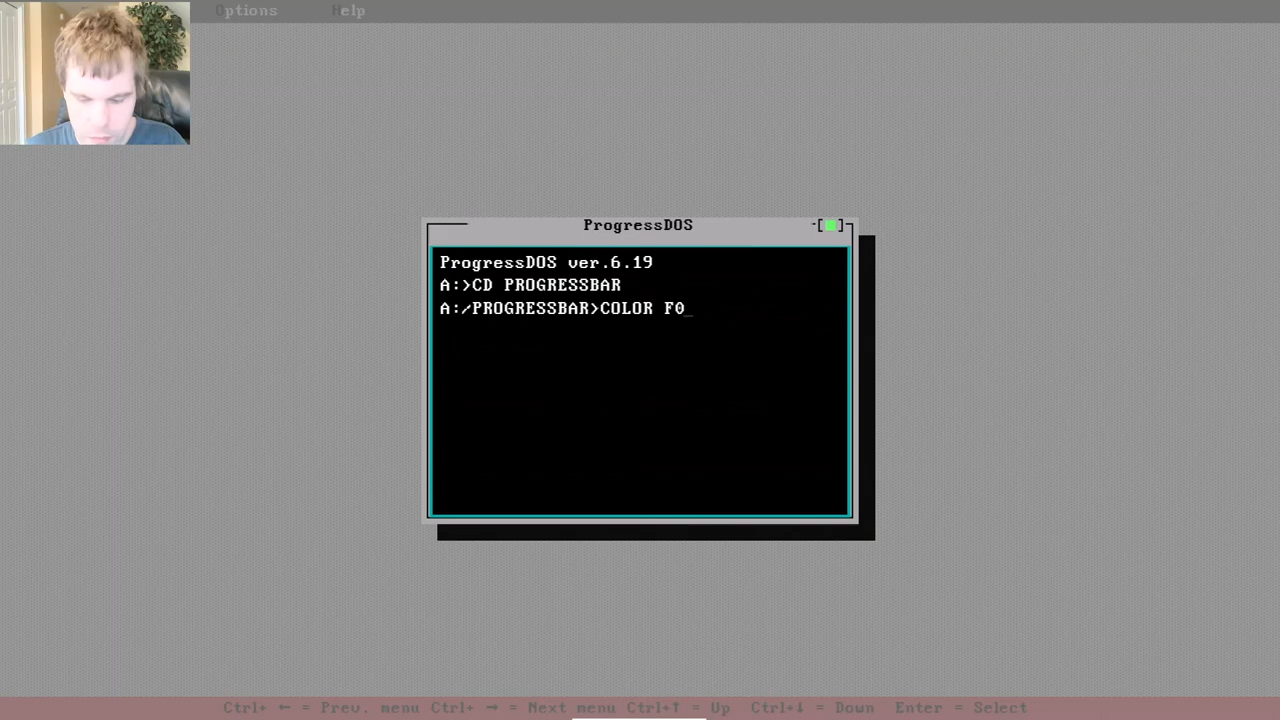 Options Help
ProgressDOS
ProgressDOS ver.6.19
A:>CD PROGRESSBAR
A:/PROGRESSBAR>COLOR F0_
Ctrl+ ← = Prev. menu Ctrl+ → = Next menu Ctrl+↑ = Up Ctrl+↓ = Down Enter = Select